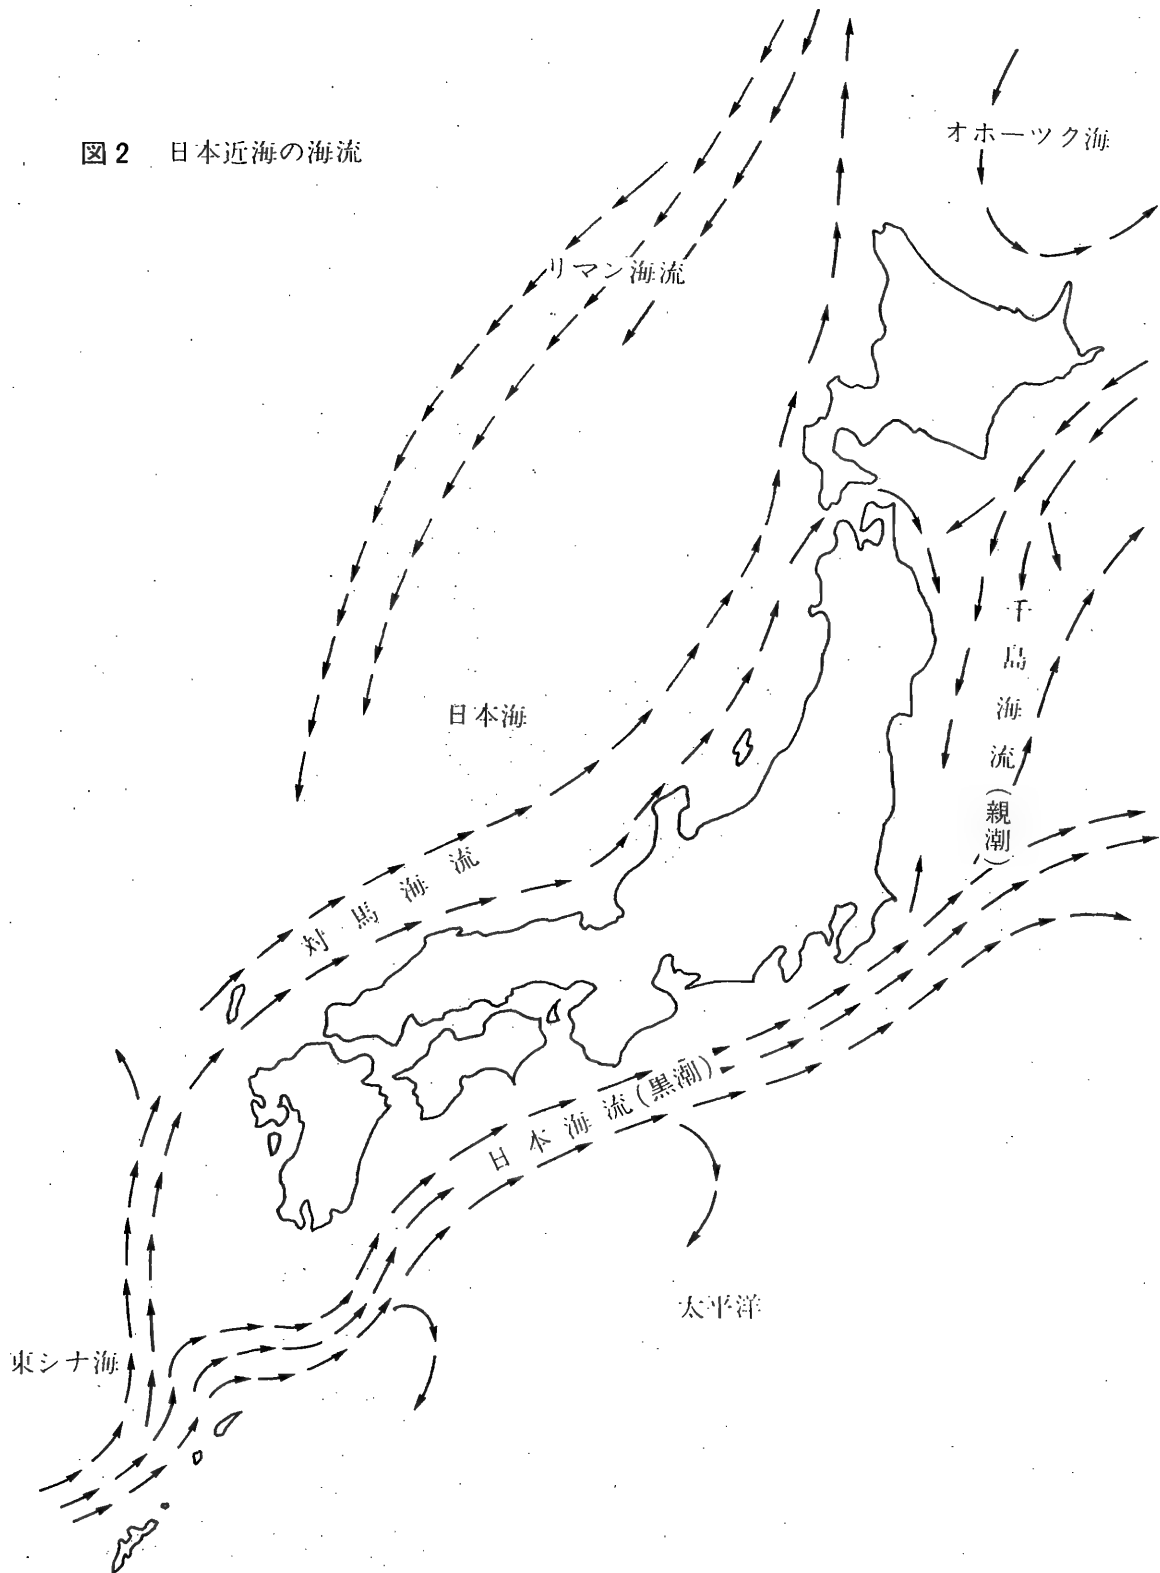 図2 日本近海の海流
オホーツク海
リマン海流
千島海流(親潮)
日本海
対馬海流
日本海流(黒潮)
太平洋
東シナ海